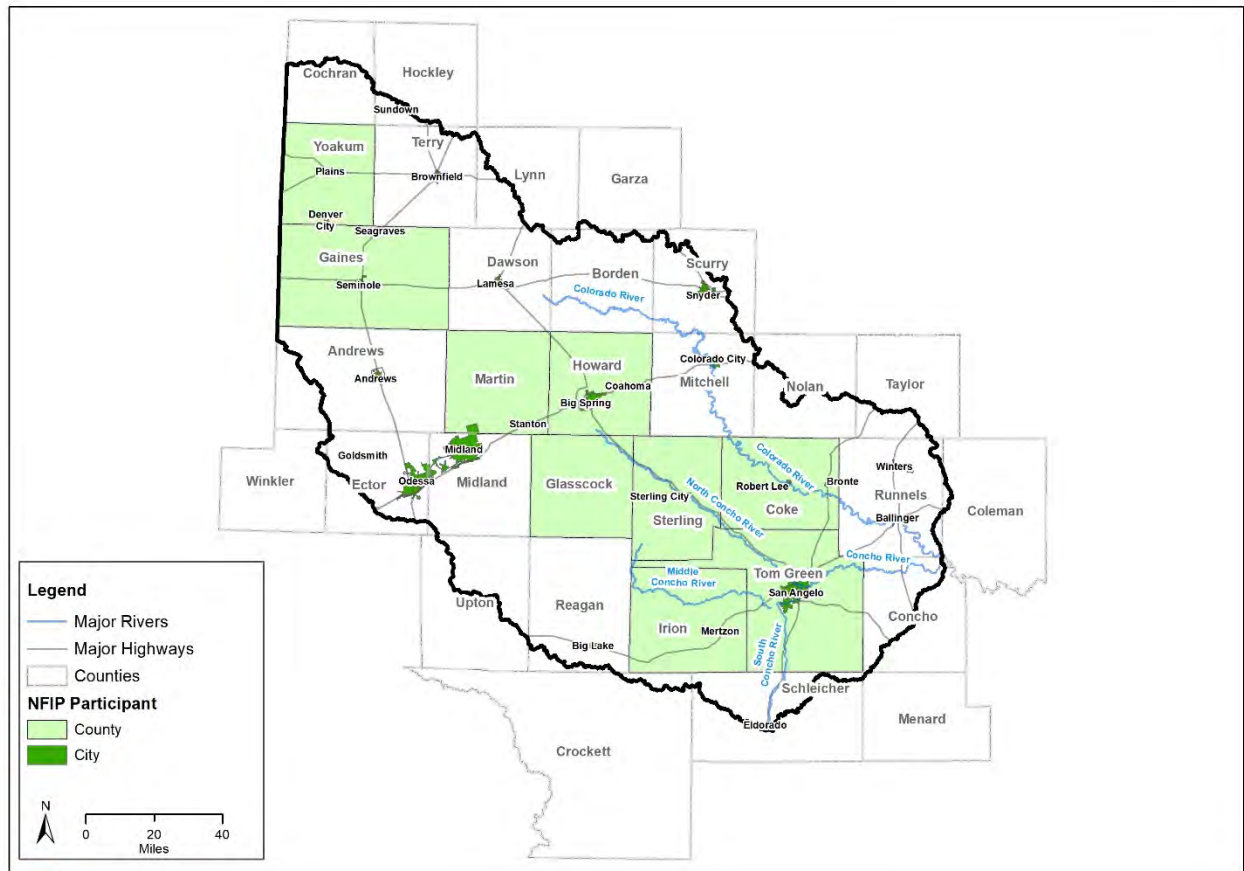 Cochran
Hockley
Sundown
Yoakum
Terry
Plains
Brownfield
Lynn
Garza
Denver
City
Seagraves
Gaines
Dawson
Scurry
Borden
Seminole
Lamesa
Snyder
Colorado River
Andrews
Andrews
Martin
Howard
Colorado City
Coahoma
Mitchell
Nolan
Taylor
Big Spring
Stanton
Goldsmith
Midland
Winkler
Ector
Odessa
Midland
Glasscock
Sterling City
Sterling
North Concho River
Colorado River
Robert Lee
Coke
Bronte
Winters
Runnels
Ballinger
Coleman
Concho River
Middle
Concho River
Tom Green
San Angelo
Upton
Reagan
Irion
Mertzon
Concho
Big Lake
South
Concho River
Schleicher
Menard
Eldorado
Crockett
Legend
Major Rivers
Major Highways
Counties
NFIP Participant
County
City
N
0 20 40
Miles